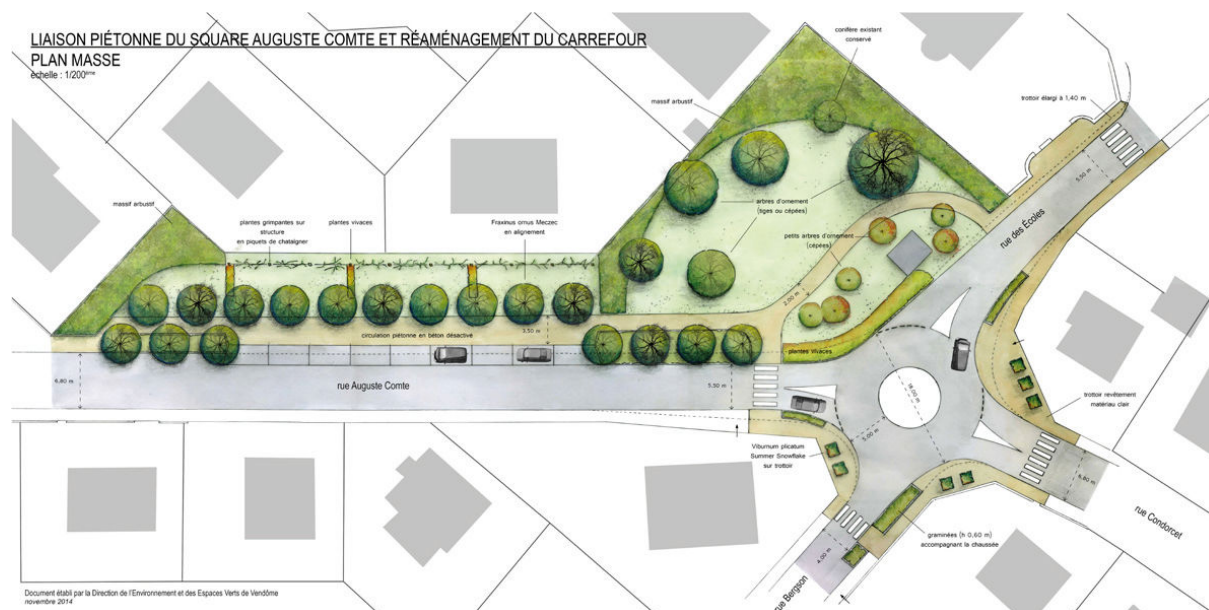 LIAISON PIÉTONNE DU SQUARE AUGUSTE COMTE ET RÉAMÉNAGEMENT DU CARREFOUR
PLAN MASSE
échelle : 1/200ème
conifère existant
conservé
massif arbustif
trottoir élargi à 1,40 m
massif arbustif
plantes grimpantes sur
structure
en piquets de chataigner
plantes vivaces
Fraxinus ornus Meczec
en alignement
arbres d'ornement
(tiges ou cépées)
petits arbres d'ornement
(cépées)
5,50 m
rue des Écoles
2,00 m
3,50 m
circulation piétonne en béton désactivé
plantes vivaces
6,80 m
rue Auguste Comte
5,50 m
18,00 m
5,00 m
trottoir revêtement
matériau clair
Viburnum plicatum
Summer Snowflake
sur trottoir
6,80 m
rue Condorcet
graminées (h 0,60 m)
accompagnant la chaussée
4,00 m
rue Bergson
Document établi par la Direction de l'Environnement et des Espaces Verts de Vendôme
novembre 2014